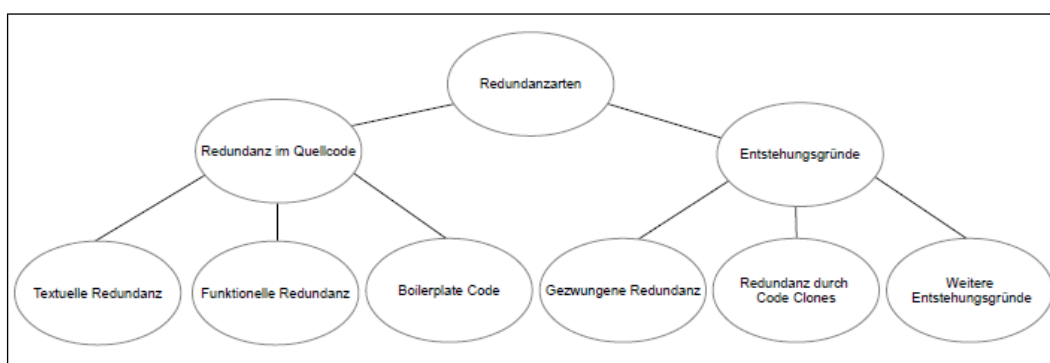 Redundanzarten
Redundanz im Quellcode
Entstehungsgründe
Textuelle Redundanz
Funktionelle Redundanz
Boilerplate Code
Gezwungene Redundanz
Redundanz durch
Code Clones
Weitere
Entstehungsgründe